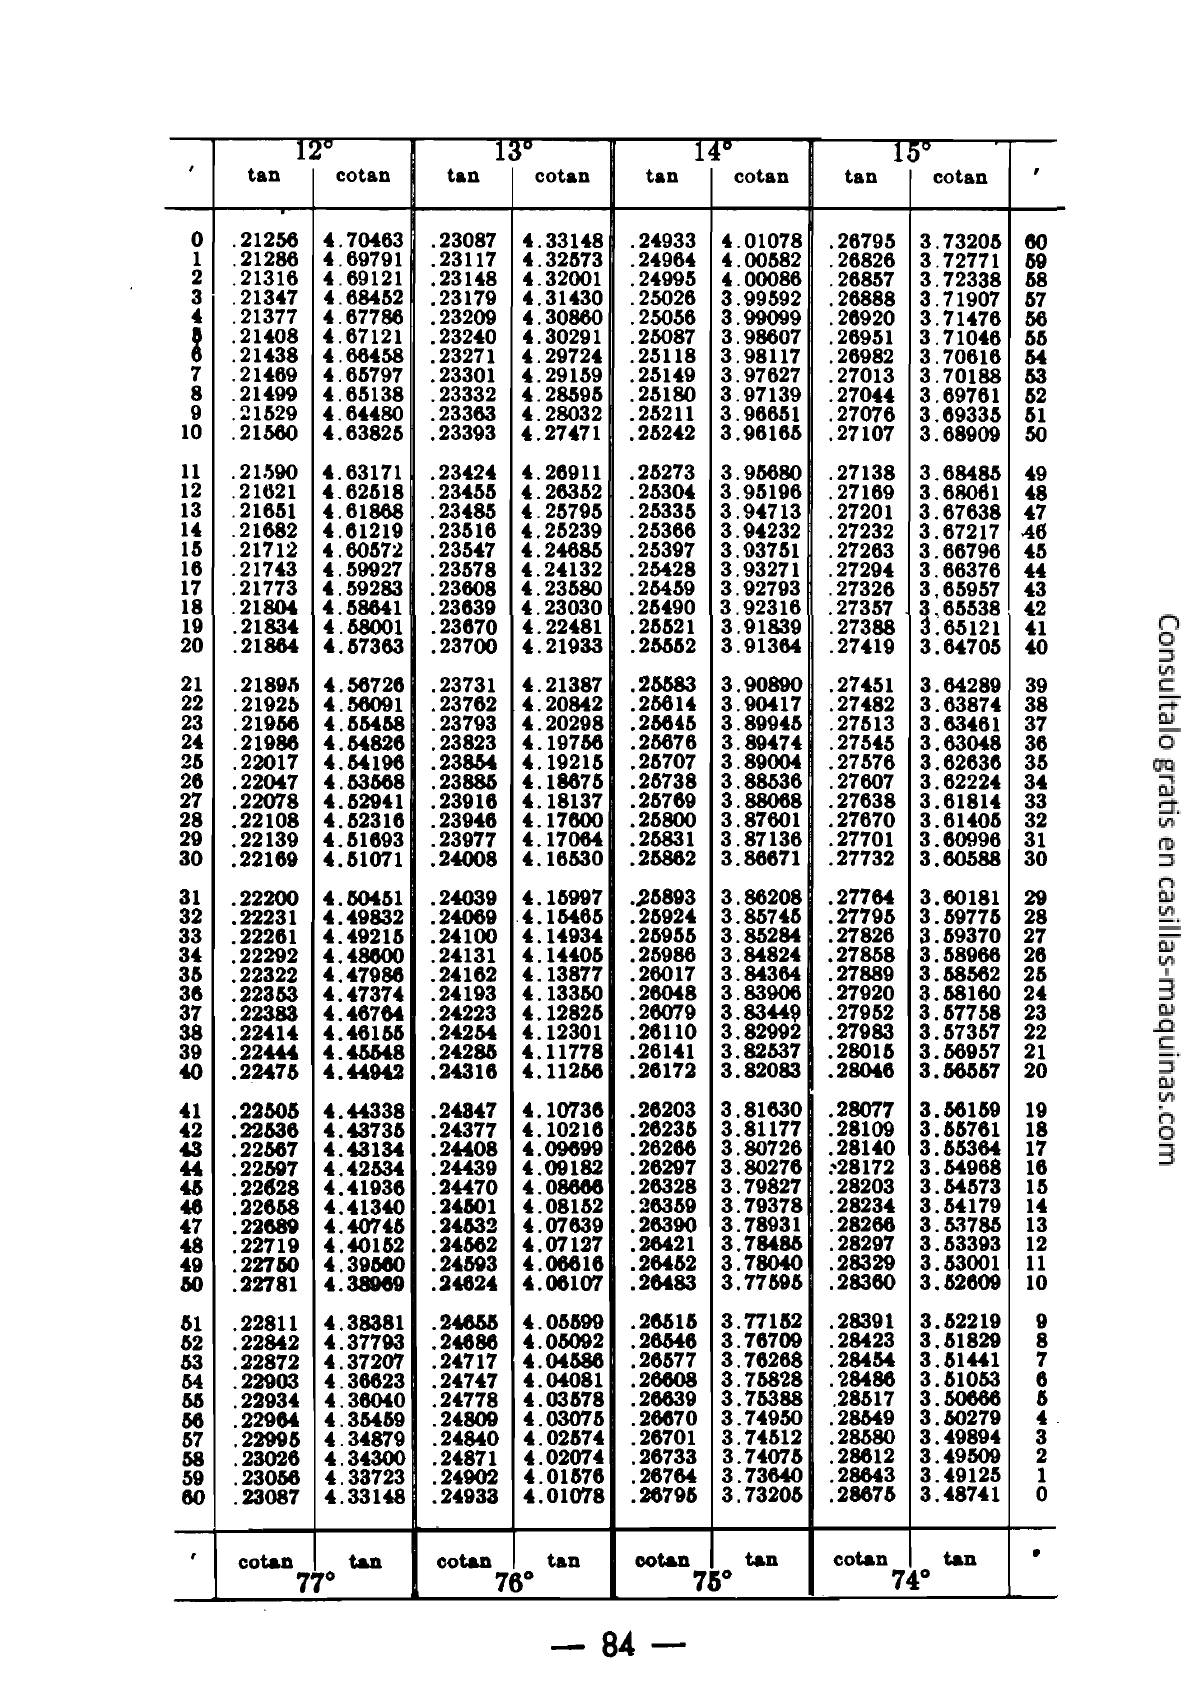 12° 13° 14° 15°
′ tan cotan tan cotan tan cotan tan cotan ′
0 .21256 4.70463 .23087 4.33148 .24933 4.01078 .26795 3.73205 60
1 .21286 4.69791 .23117 4.32573 .24964 4.00582 .26826 3.72771 59
2 .21316 4.69121 .23148 4.32001 .24995 4.00086 .26857 3.72338 58
3 .21347 4.68452 .23179 4.31430 .25026 3.99592 .26888 3.71907 57
4 .21377 4.67786 .23209 4.30860 .25056 3.99099 .26920 3.71476 56
5 .21408 4.67121 .23240 4.30291 .25087 3.98607 .26951 3.71046 55
6 .21438 4.66458 .23271 4.29724 .25118 3.98117 .26982 3.70616 54
7 .21469 4.65797 .23301 4.29159 .25149 3.97627 .27013 3.70188 53
8 .21499 4.65138 .23332 4.28595 .25180 3.97139 .27044 3.69761 52
9 .21529 4.64480 .23363 4.28032 .25211 3.96651 .27076 3.69335 51
10 .21560 4.63825 .23393 4.27471 .25242 3.96165 .27107 3.68909 50
11 .21590 4.63171 .23424 4.26911 .25273 3.95680 .27138 3.68485 49
12 .21621 4.62518 .23455 4.26352 .25304 3.95196 .27169 3.68061 48
13 .21651 4.61868 .23485 4.25795 .25335 3.94713 .27201 3.67638 47
14 .21682 4.61219 .23516 4.25239 .25366 3.94232 .27232 3.67217 46
15 .21712 4.60572 .23547 4.24685 .25397 3.93751 .27263 3.66796 45
16 .21743 4.59927 .23578 4.24132 .25428 3.93271 .27294 3.66376 44
17 .21773 4.59283 .23608 4.23580 .25459 3.92793 .27326 3.65957 43
18 .21804 4.58641 .23639 4.23030 .25490 3.92316 .27357 3.65538 42
19 .21834 4.58001 .23670 4.22481 .25521 3.91839 .27388 3.65121 41
20 .21864 4.57363 .23700 4.21933 .25552 3.91364 .27419 3.64705 40
21 .21895 4.56726 .23731 4.21387 .25583 3.90890 .27451 3.64289 39
22 .21925 4.56091 .23762 4.20842 .25614 3.90417 .27482 3.63874 38
23 .21956 4.55458 .23793 4.20298 .25645 3.89945 .27513 3.63461 37
24 .21986 4.54826 .23823 4.19756 .25676 3.89474 .27545 3.63048 36
25 .22017 4.54196 .23854 4.19215 .25707 3.89004 .27576 3.62636 35
26 .22047 4.53568 .23885 4.18675 .25738 3.88536 .27607 3.62224 34
27 .22078 4.52941 .23916 4.18137 .25769 3.88068 .27638 3.61814 33
28 .22108 4.52316 .23946 4.17600 .25800 3.87601 .27670 3.61405 32
29 .22139 4.51693 .23977 4.17064 .25831 3.87136 .27701 3.60996 31
30 .22169 4.51071 .24008 4.16530 .25862 3.86671 .27732 3.60588 30
31 .22200 4.50451 .24039 4.15997 .25893 3.86208 .27764 3.60181 29
32 .22231 4.49832 .24069 4.15465 .25924 3.85745 .27795 3.59775 28
33 .22261 4.49215 .24100 4.14934 .25955 3.85284 .27826 3.59370 27
34 .22292 4.48600 .24131 4.14405 .25986 3.84824 .27858 3.58966 26
35 .22322 4.47986 .24162 4.13877 .26017 3.84364 .27889 3.58562 25
36 .22353 4.47374 .24193 4.13350 .26048 3.83906 .27920 3.58160 24
37 .22383 4.46764 .24223 4.12825 .26079 3.83449 .27952 3.57758 23
38 .22414 4.46155 .24254 4.12301 .26110 3.82992 .27983 3.57357 22
39 .22444 4.45548 .24285 4.11778 .26141 3.82537 .28015 3.56957 21
40 .22475 4.44942 .24316 4.11256 .26172 3.82083 .28046 3.56557 20
41 .22505 4.44338 .24347 4.10736 .26203 3.81630 .28077 3.56159 19
42 .22536 4.43735 .24377 4.10216 .26235 3.81177 .28109 3.55761 18
43 .22567 4.43134 .24408 4.09699 .26266 3.80726 .28140 3.55364 17
44 .22597 4.42534 .24439 4.09182 .26297 3.80276 .28172 3.54968 16
45 .22628 4.41936 .24470 4.08666 .26328 3.79827 .28203 3.54573 15
46 .22658 4.41340 .24501 4.08152 .26359 3.79378 .28234 3.54179 14
47 .22689 4.40745 .24532 4.07639 .26390 3.78931 .28266 3.53785 13
48 .22719 4.40152 .24562 4.07127 .26421 3.78485 .28297 3.53393 12
49 .22750 4.39560 .24593 4.06616 .26452 3.78040 .28329 3.53001 11
50 .22781 4.38969 .24624 4.06107 .26483 3.77595 .28360 3.52609 10
51 .22811 4.38381 .24655 4.05599 .26515 3.77152 .28391 3.52219 9
52 .22842 4.37793 .24686 4.05092 .26546 3.76709 .28423 3.51829 8
53 .22872 4.37207 .24717 4.04586 .26577 3.76268 .28454 3.51441 7
54 .22903 4.36623 .24747 4.04081 .26608 3.75828 .28486 3.51053 6
55 .22934 4.36040 .24778 4.03578 .26639 3.75388 .28517 3.50666 5
56 .22964 4.35459 .24809 4.03075 .26670 3.74950 .28549 3.50279 4
57 .22995 4.34879 .24840 4.02574 .26701 3.74512 .28580 3.49894 3
58 .23026 4.34300 .24871 4.02074 .26733 3.74075 .28612 3.49509 2
59 .23056 4.33723 .24902 4.01576 .26764 3.73640 .28643 3.49125 1
60 .23087 4.33148 .24933 4.01078 .26795 3.73205 .28675 3.48741 0
′ cotan tan cotan tan cotan tan cotan tan ′
77° 76° 75° 74°
— 84 —
Consultalo gratis en casillas-maquinas.com